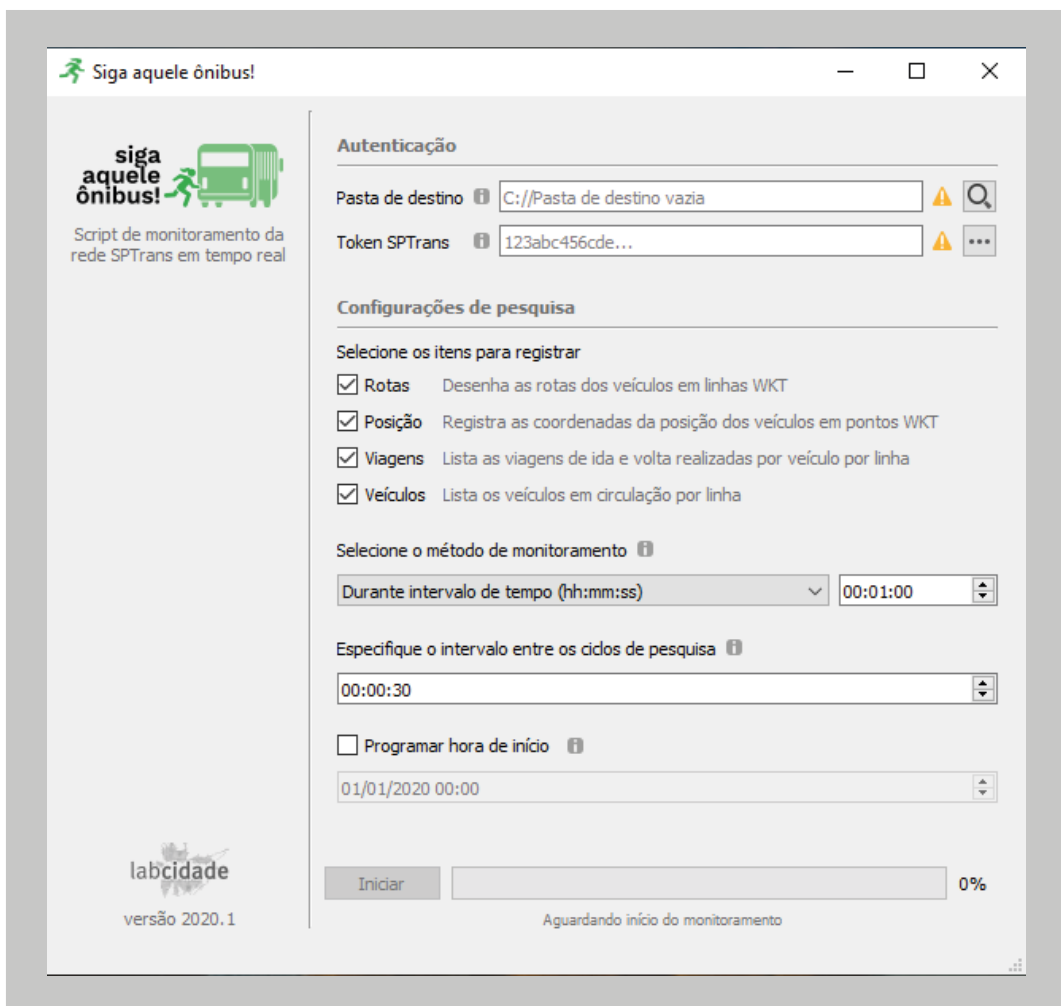 Siga aquele ônibus!
siga
aquele
ônibus!
Script de monitoramento da
rede SPTrans em tempo real
Autenticação
Pasta de destino C://Pasta de destino vazia
Token SPTrans 123abc456cde...
Configurações de pesquisa
Selecione os itens para registrar
Rotas Desenha as rotas dos veículos em linhas WKT
Posição Registra as coordenadas da posição dos veículos em pontos WKT
Viagens Lista as viagens de ida e volta realizadas por veículo por linha
Veículos Lista os veículos em circulação por linha
Selecione o método de monitoramento
Durante intervalo de tempo (hh:mm:ss) 00:01:00
Especifique o intervalo entre os ciclos de pesquisa
00:00:30
Programar hora de início
01/01/2020 00:00
Iniciar 0%
Aguardando início do monitoramento
labcidade
versão 2020.1